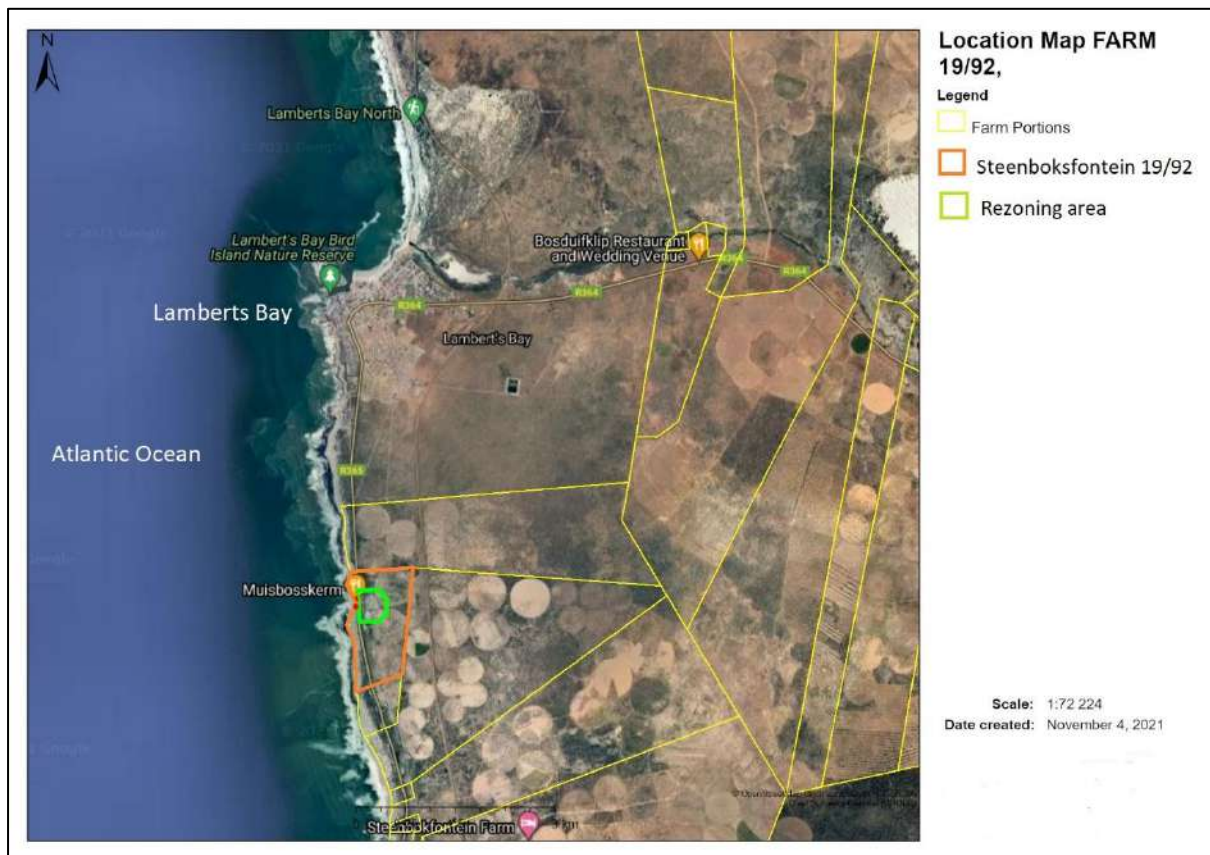 N
Location Map FARM
19/92,
Legend
Farm Portions
Steenboksfontein 19/92
Rezoning area
Lamberts Bay North
Lambert's Bay Bird
Island Nature Reserve
Bosduifklip Restaurant
and Wedding Venue
R364
R364
R364
R364
Lamberts Bay
Lambert's Bay
Atlantic Ocean
R365
Muisbosskerm
Steenbokfontein Farm
Scale: 1:72 224
Date created: November 4, 2021